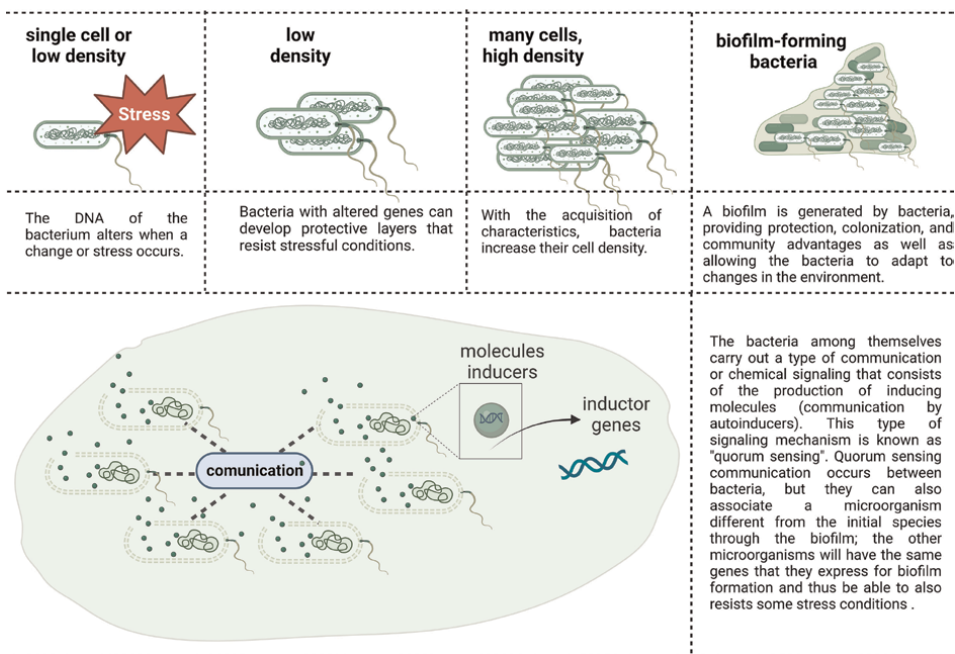 single cell or
low density
Stress
low
density
many cells,
high density
biofilm-forming
bacteria
The DNA of the
bacterium alters when a
change or stress occurs.
Bacteria with altered genes can
develop protective layers that
resist stressful conditions.
With the acquisition of
characteristics, bacteria
increase their cell density.
A biofilm is generated by bacteria,
providing protection, colonization, and
community advantages as well as
allowing the bacteria to adapt to
changes in the environment.
molecules
inducers
inductor
genes
comunication
The bacteria among themselves
carry out a type of communication
or chemical signaling that consists
of the production of inducing
molecules (communication by
autoinducers). This type of
signaling mechanism is known as
"quorum sensing". Quorum sensing
communication occurs between
bacteria, but they can also
associate a microorganism
different from the initial species
through the biofilm; the other
microorganisms will have the same
genes that they express for biofilm
formation and thus be able to also
resists some stress conditions .